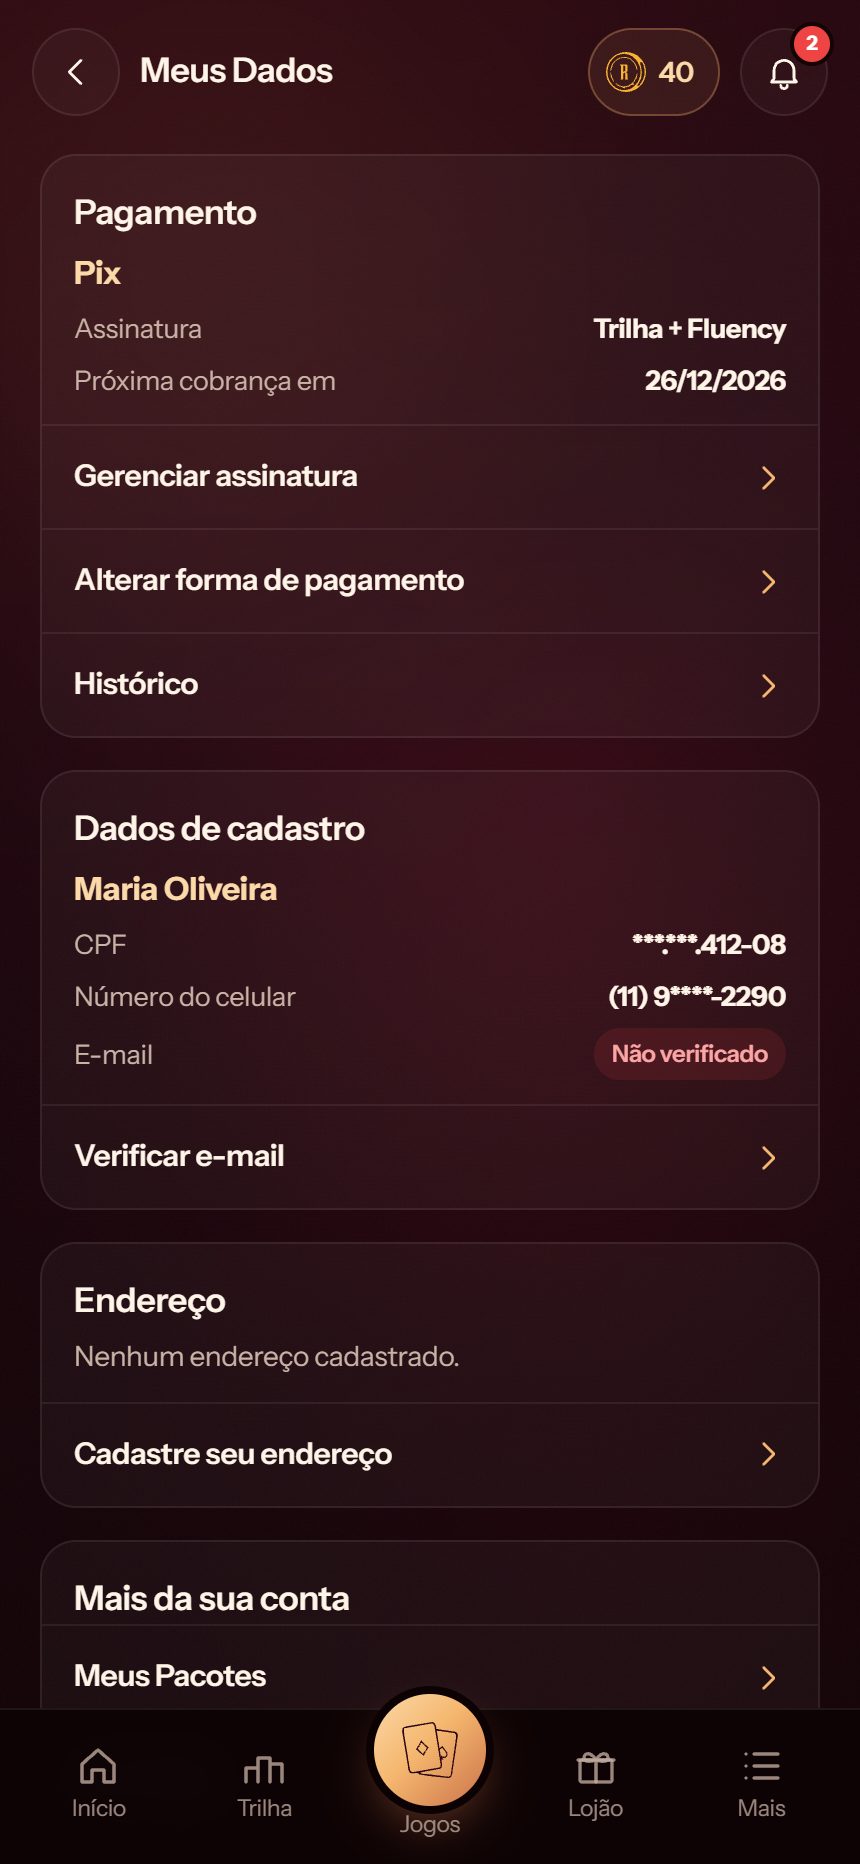 Meus Dados
R 40
2
Pagamento
Pix
Assinatura Trilha + Fluency
Próxima cobrança em 26/12/2026
Gerenciar assinatura
Alterar forma de pagamento
Histórico
Dados de cadastro
Maria Oliveira
CPF ***.***.412-08
Número do celular (11) 9****-2290
E-mail Não verificado
Verificar e-mail
Endereço
Nenhum endereço cadastrado.
Cadastre seu endereço
Mais da sua conta
Meus Pacotes
Início Trilha Jogos Lojão Mais